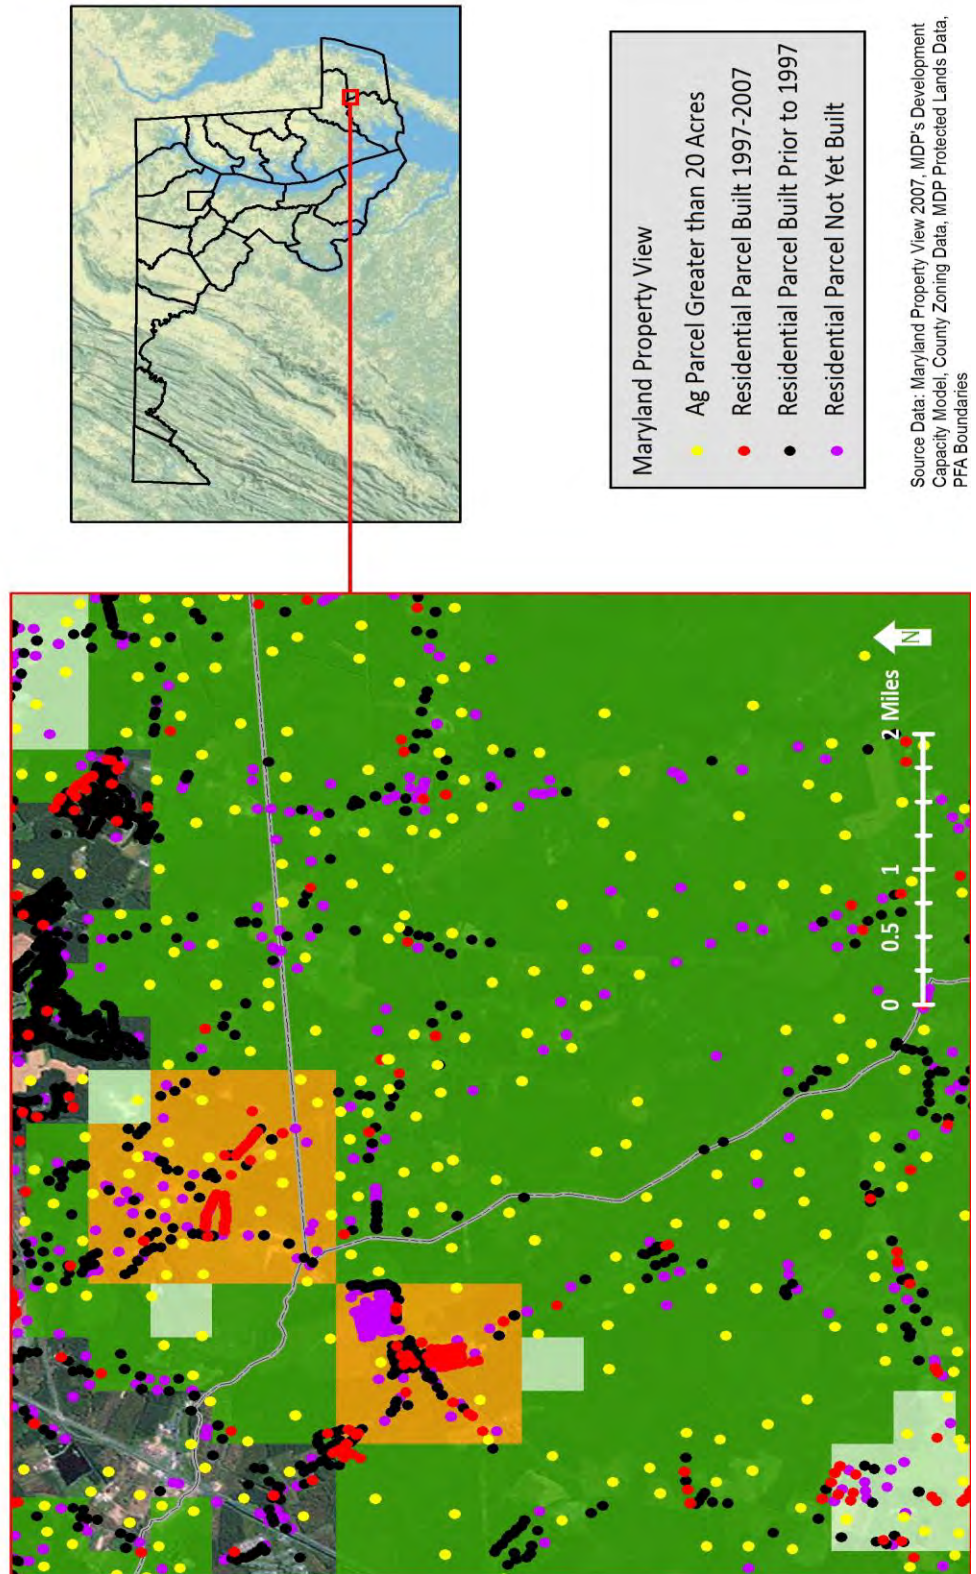 Maryland Property View
Ag Parcel Greater than 20 Acres
Residential Parcel Built 1997-2007
Residential Parcel Built Prior to 1997
Residential Parcel Not Yet Built
Source Data: Maryland Property View 2007, MDP's Development
Capacity Model, County Zoning Data, MDP Protected Lands Data,
PFA Boundaries
N
0 0.5 1 2 Miles